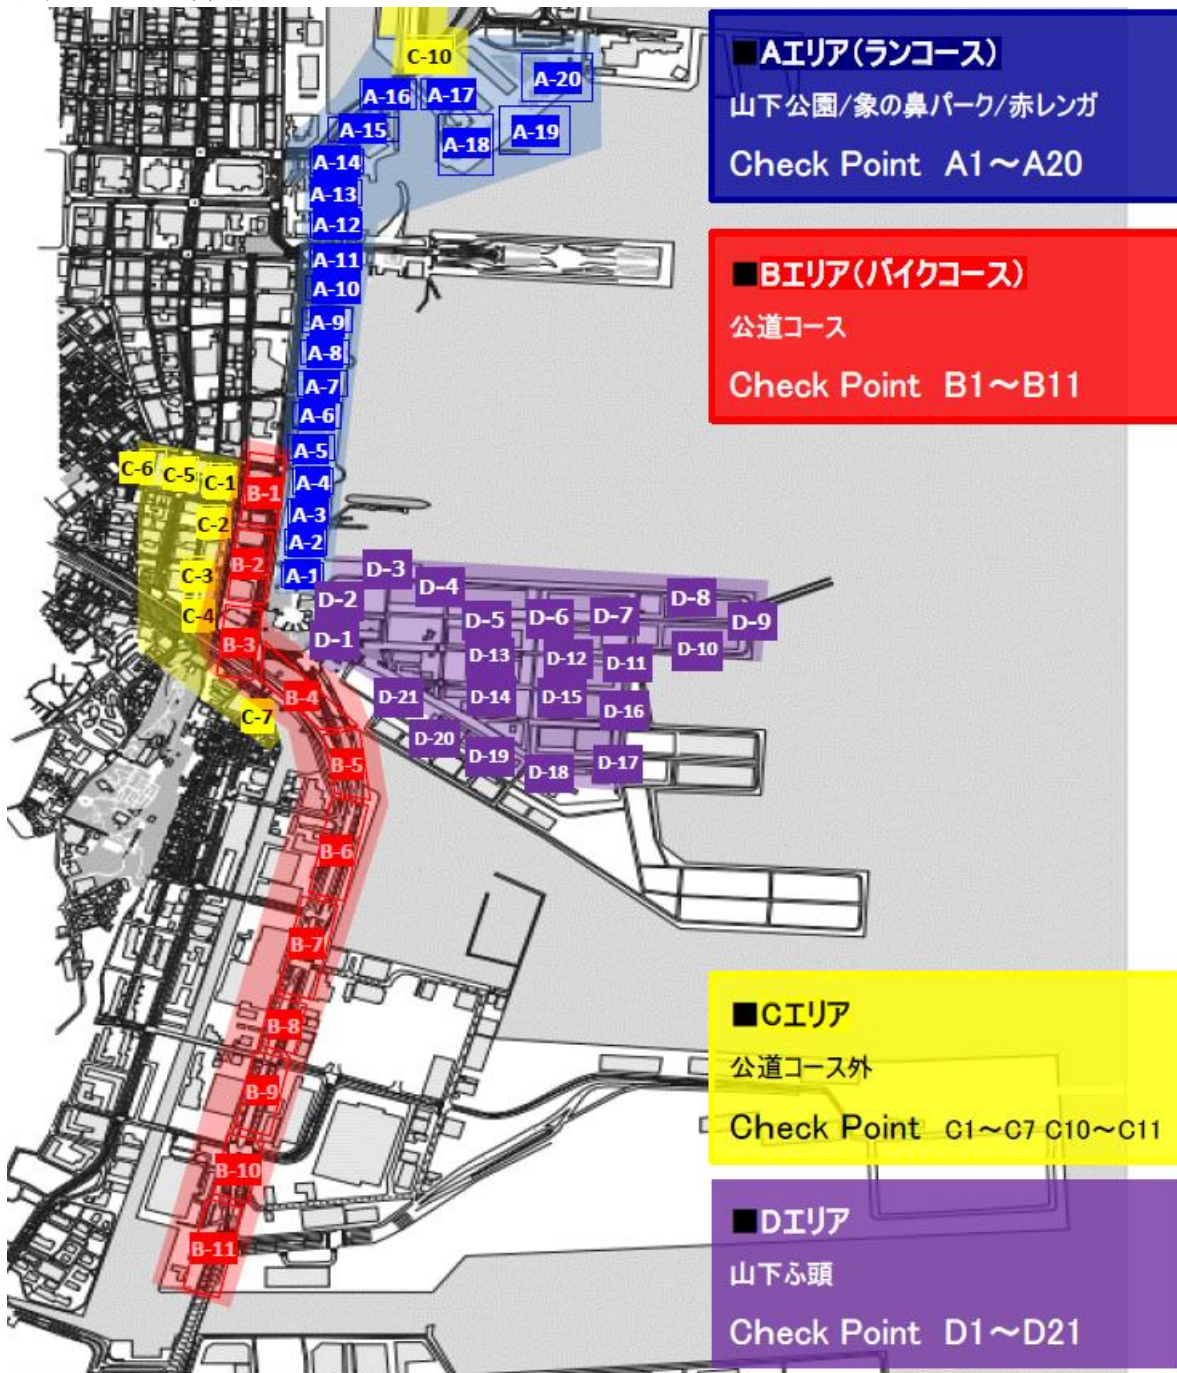 ■Aエリア(ランコース)
山下公園/象の鼻パーク/赤レンガ
Check Point A1～A20
■Bエリア(バイクコース)
公道コース
Check Point B1～B11
■Cエリア
公道コース外
Check Point C1～C7 C10～C11
■Dエリア
山下ふ頭
Check Point D1～D21
C-10
A-20
A-16
A-17
A-15
A-18
A-19
A-14
A-13
A-12
A-11
A-10
A-9
A-8
A-7
A-6
A-5
A-4
A-3
A-2
A-1
C-6
C-5
C-1
C-2
C-3
C-4
C-7
B-1
B-2
B-3
B-4
B-5
B-6
B-7
B-8
B-9
B-10
B-11
D-3
D-4
D-2
D-1
D-5
D-6
D-7
D-8
D-9
D-10
D-13
D-12
D-11
D-14
D-15
D-16
D-21
D-20
D-19
D-18
D-17